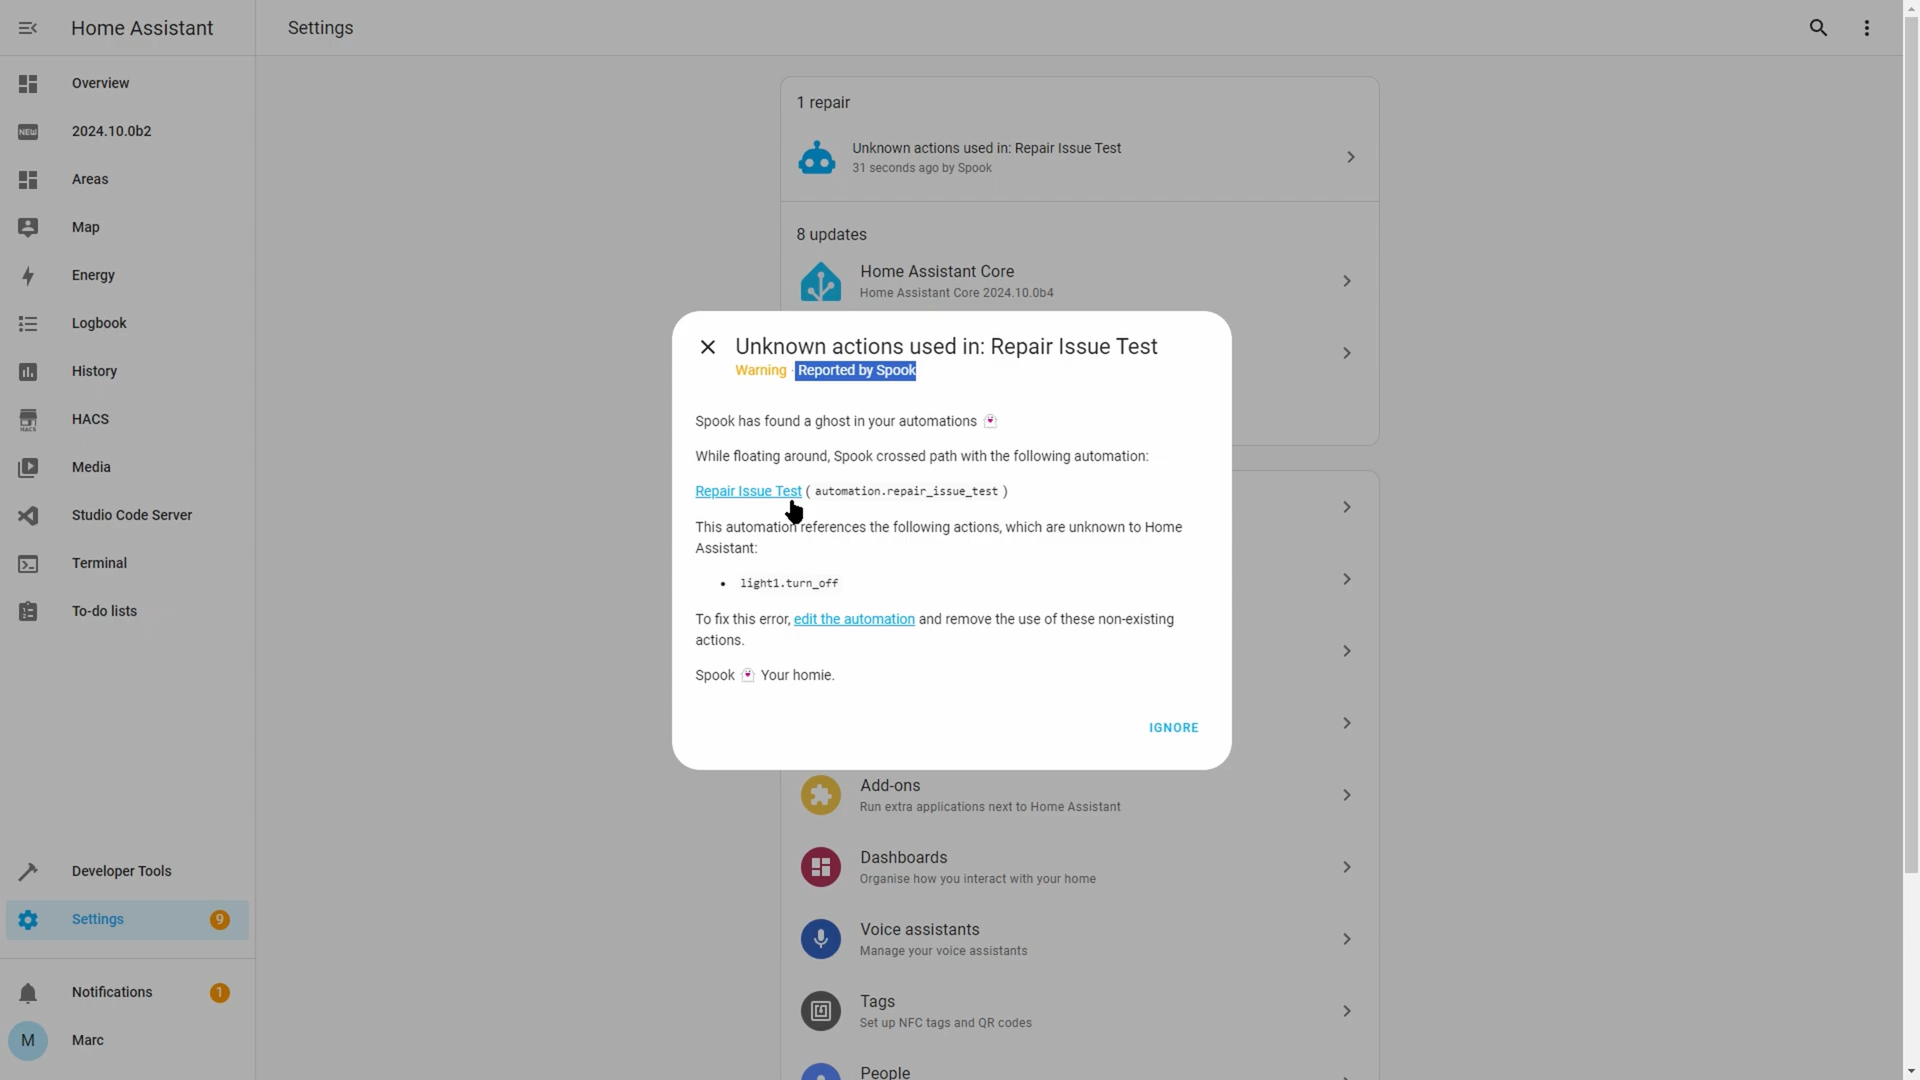 Home Assistant
Settings
Overview
NEW
2024.10.0b2
Areas
Map
Energy
Logbook
History
HACS
HACS
Media
Studio Code Server
Terminal
To-do lists
Developer Tools
Settings
9
Notifications
1
M
Marc
1 repair
Unknown actions used in: Repair Issue Test
31 seconds ago by Spook
8 updates
Home Assistant Core
Home Assistant Core 2024.10.0b4
Unknown actions used in: Repair Issue Test
Warning · Reported by Spook
Spook has found a ghost in your automations
While floating around, Spook crossed path with the following automation:
Repair Issue Test ( automation.repair_issue_test )
This automation references the following actions, which are unknown to Home
Assistant:
• light1.turn_off
To fix this error, edit the automation and remove the use of these non-existing
actions.
Spook Your homie.
IGNORE
Add-ons
Run extra applications next to Home Assistant
Dashboards
Organise how you interact with your home
Voice assistants
Manage your voice assistants
Tags
Set up NFC tags and QR codes
People